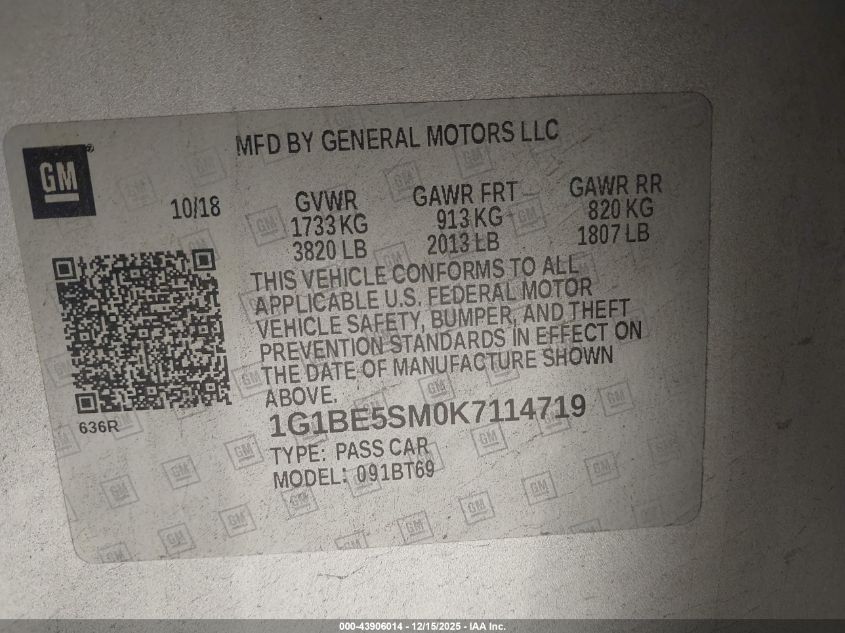 MFD BY GENERAL MOTORS LLC
GM®
10/18
GVWR
1733 KG
3820 LB
GAWR FRT
913 KG
2013 LB
GAWR RR
820 KG
1807 LB
THIS VEHICLE CONFORMS TO ALL
APPLICABLE U.S. FEDERAL MOTOR
VEHICLE SAFETY, BUMPER, AND THEFT
PREVENTION STANDARDS IN EFFECT ON
THE DATE OF MANUFACTURE SHOWN
ABOVE.
636R
1G1BE5SM0K7114719
TYPE: PASS CAR
MODEL: 091BT69
000-43906014 - 12/15/2025 - IAA Inc.